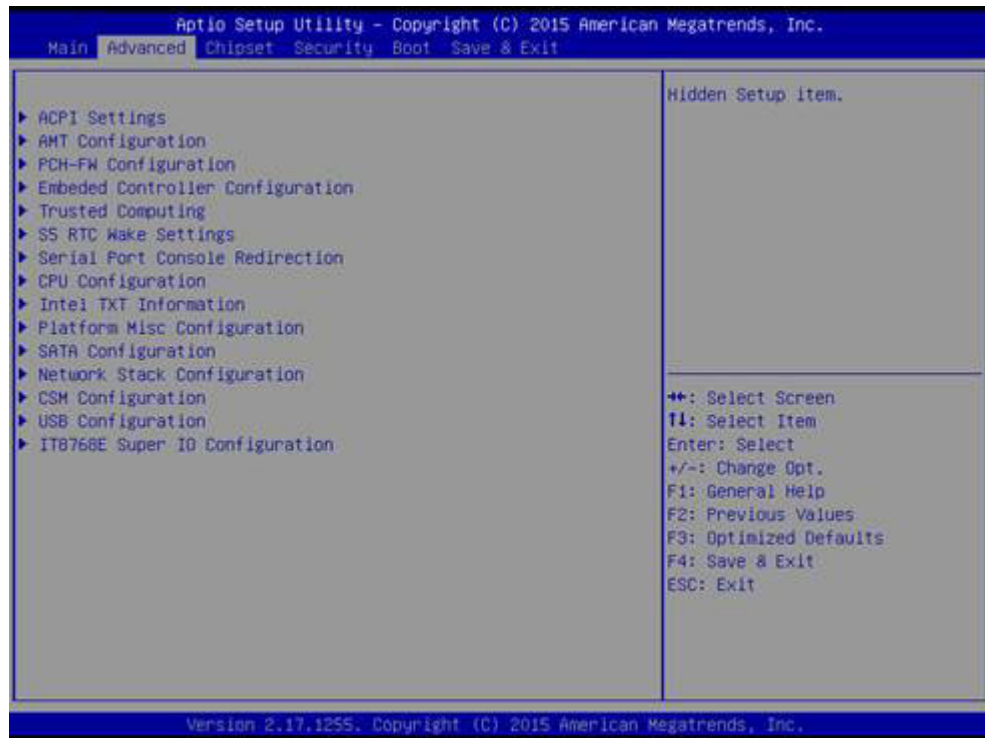 Aptio Setup Utility – Copyright (C) 2015 American Megatrends, Inc.
Main Advanced Chipset Security Boot Save & Exit
Hidden Setup item.
ACPI Settings
AMT Configuration
PCH-FW Configuration
Embeded Controller Configuration
Trusted Computing
S5 RTC Wake Settings
Serial Port Console Redirection
CPU Configuration
Intel TXT Information
Platform Misc Configuration
SATA Configuration
Network Stack Configuration
CSM Configuration
USB Configuration
IT8768E Super IO Configuration
→←: Select Screen
↑↓: Select Item
Enter: Select
+/-: Change Opt.
F1: General Help
F2: Previous Values
F3: Optimized Defaults
F4: Save & Exit
ESC: Exit
Version 2.17.1255. Copyright (C) 2015 American Megatrends, Inc.